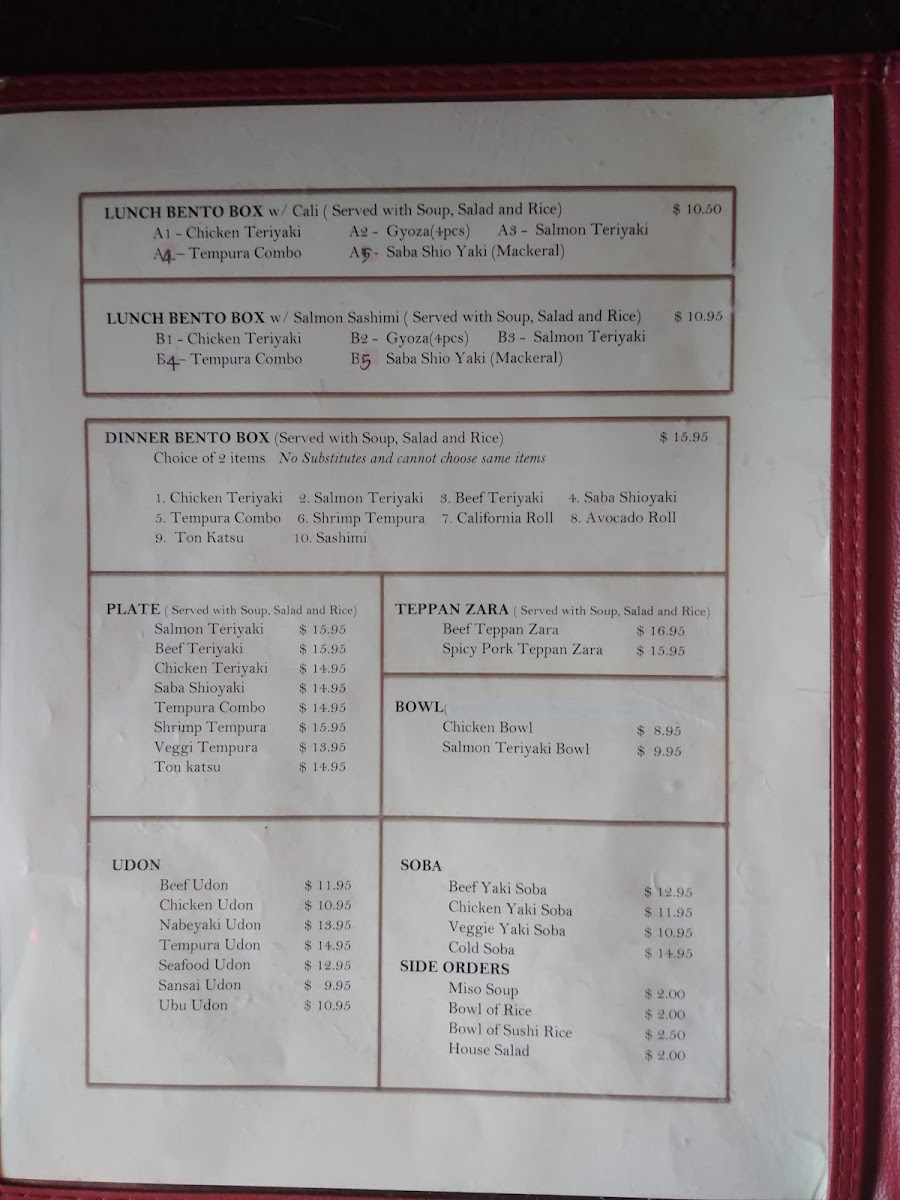 LUNCH BENTO BOX w/ Cali ( Served with Soup, Salad and Rice) $ 10.50
A1 - Chicken Teriyaki A2 - Gyoza(4pcs) A3 - Salmon Teriyaki
A4 - Tempura Combo A5 - Saba Shio Yaki (Mackeral)
LUNCH BENTO BOX w/ Salmon Sashimi ( Served with Soup, Salad and Rice) $ 10.95
B1 - Chicken Teriyaki B2 - Gyoza(4pcs) B3 - Salmon Teriyaki
B4 - Tempura Combo B5 Saba Shio Yaki (Mackeral)
DINNER BENTO BOX (Served with Soup, Salad and Rice) $ 15.95
Choice of 2 items No Substitutes and cannot choose same items
1. Chicken Teriyaki 2. Salmon Teriyaki 3. Beef Teriyaki 4. Saba Shioyaki
5. Tempura Combo 6. Shrimp Tempura 7. California Roll 8. Avocado Roll
9. Ton Katsu 10. Sashimi
PLATE ( Served with Soup, Salad and Rice)
Salmon Teriyaki $ 15.95
Beef Teriyaki $ 15.95
Chicken Teriyaki $ 14.95
Saba Shioyaki $ 14.95
Tempura Combo $ 14.95
Shrimp Tempura $ 15.95
Veggi Tempura $ 13.95
Ton katsu $ 14.95
TEPPAN ZARA ( Served with Soup, Salad and Rice)
Beef Teppan Zara $ 16.95
Spicy Pork Teppan Zara $ 15.95
BOWL(
Chicken Bowl $ 8.95
Salmon Teriyaki Bowl $ 9.95
UDON
Beef Udon $ 11.95
Chicken Udon $ 10.95
Nabeyaki Udon $ 13.95
Tempura Udon $ 14.95
Seafood Udon $ 12.95
Sansai Udon $ 9.95
Ubu Udon $ 10.95
SOBA
Beef Yaki Soba $ 12.95
Chicken Yaki Soba $ 11.95
Veggie Yaki Soba $ 10.95
Cold Soba $ 14.95
SIDE ORDERS
Miso Soup $ 2.00
Bowl of Rice $ 2.00
Bowl of Sushi Rice $ 2.50
House Salad $ 2.00